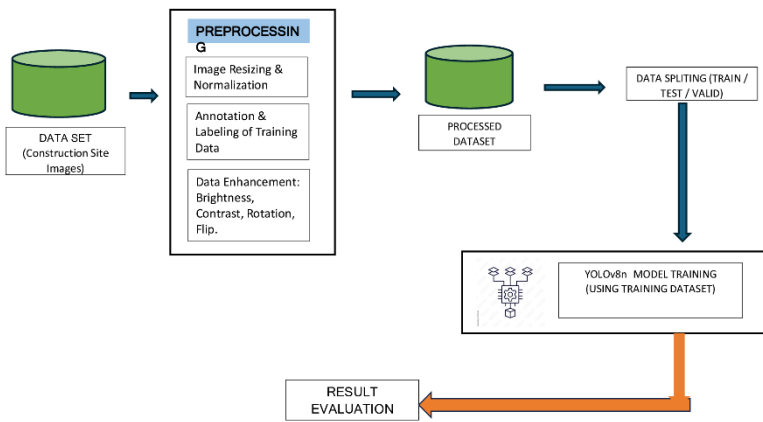 PREPROCESSIN
G
Image Resizing &
Normalization
Annotation &
Labeling of Training
Data
Data Enhancement:
Brightness,
Contrast, Rotation,
Flip.
DATA SET
(Construction Site
Images)
PROCESSED
DATASET
DATA SPLITING (TRAIN /
TEST / VALID)
YOLOv8n MODEL TRAINING
(USING TRAINING DATASET)
RESULT
EVALUATION